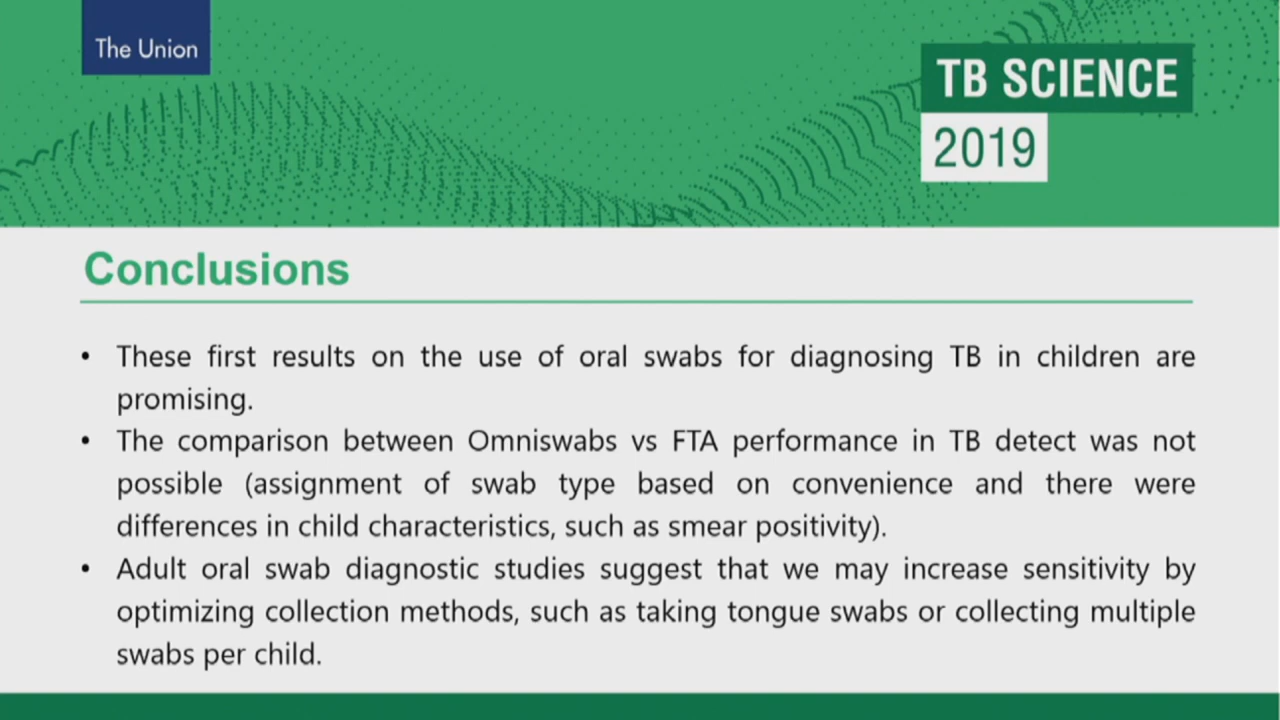 The Union
TB SCIENCE
2019
Conclusions
• These first results on the use of oral swabs for diagnosing TB in children are
promising.
• The comparison between Omniswabs vs FTA performance in TB detect was not
possible (assignment of swab type based on convenience and there were
differences in child characteristics, such as smear positivity).
• Adult oral swab diagnostic studies suggest that we may increase sensitivity by
optimizing collection methods, such as taking tongue swabs or collecting multiple
swabs per child.